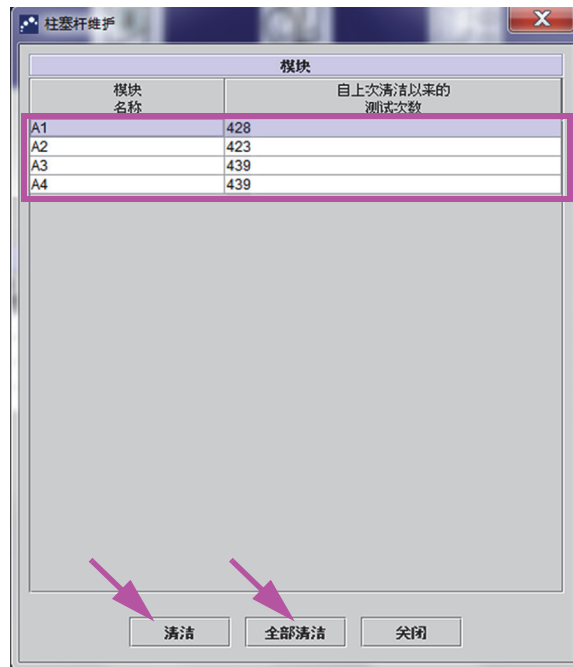 柱塞杆维护
模块
模块 自上次清洁以来的
名称 测试次数
A1 428
A2 423
A3 439
A4 439
清洁 全部清洁 关闭